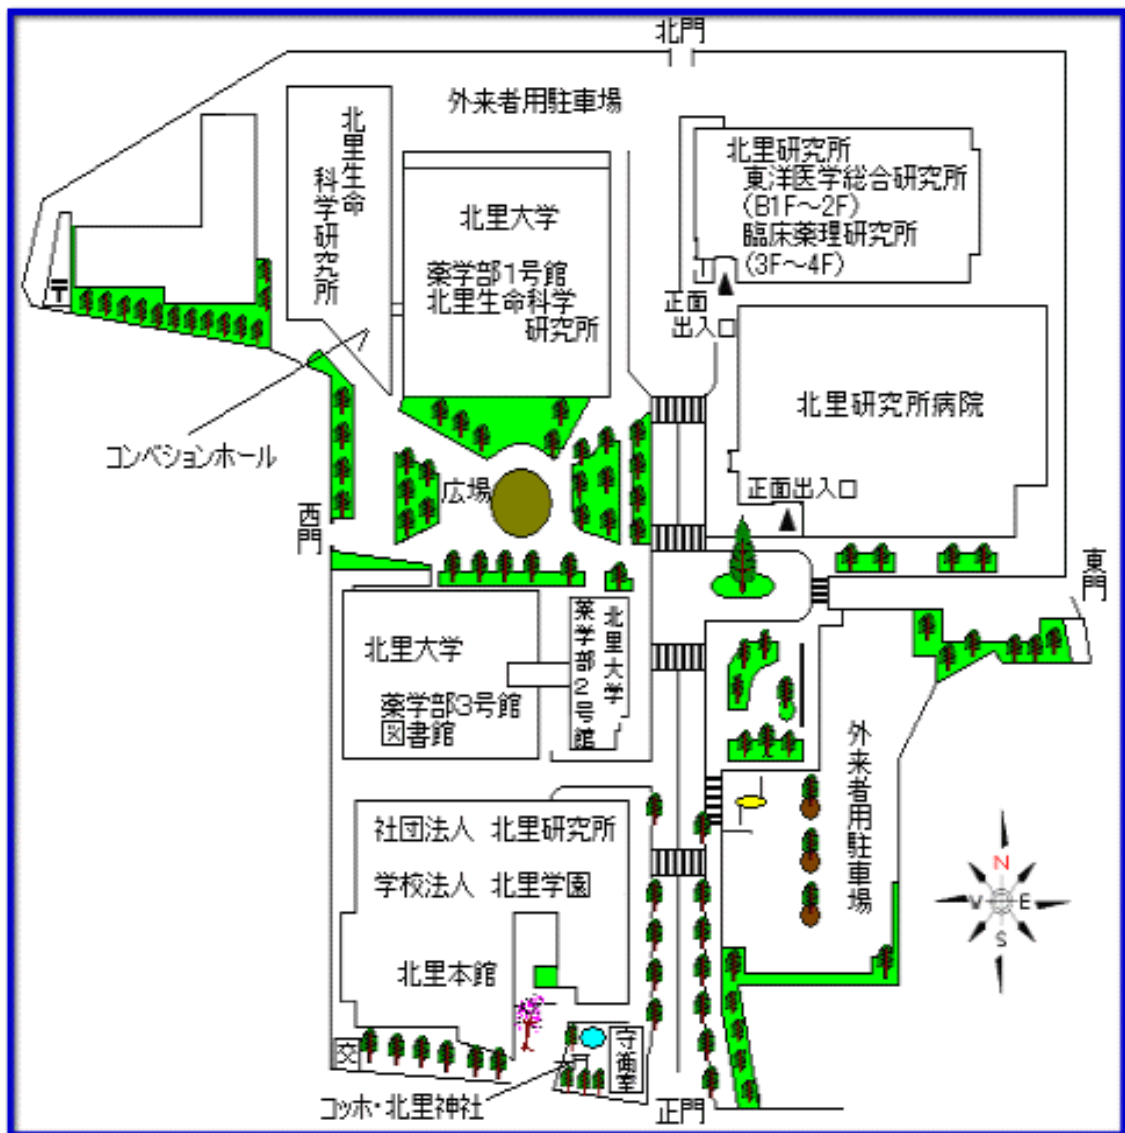 北門
外来者用駐車場
北里生命
科学研究所
北里大学
薬学部1号館
北里生命科学
研究所
北里研究所
東洋医学総合研究所
(B1F～2F)
臨床薬理研究所
(3F～4F)
正面
出入口
〒
北里研究所病院
コンベションホール
広場
正面出入口
西門
東門
北里大学
薬学部3号館
図書館
北里大学
薬学部2号館
外来者用駐車場
社団法人 北里研究所
学校法人 北里学園
北里本館
N
W
E
S
交
守衛室
コッホ・北里神社
正門